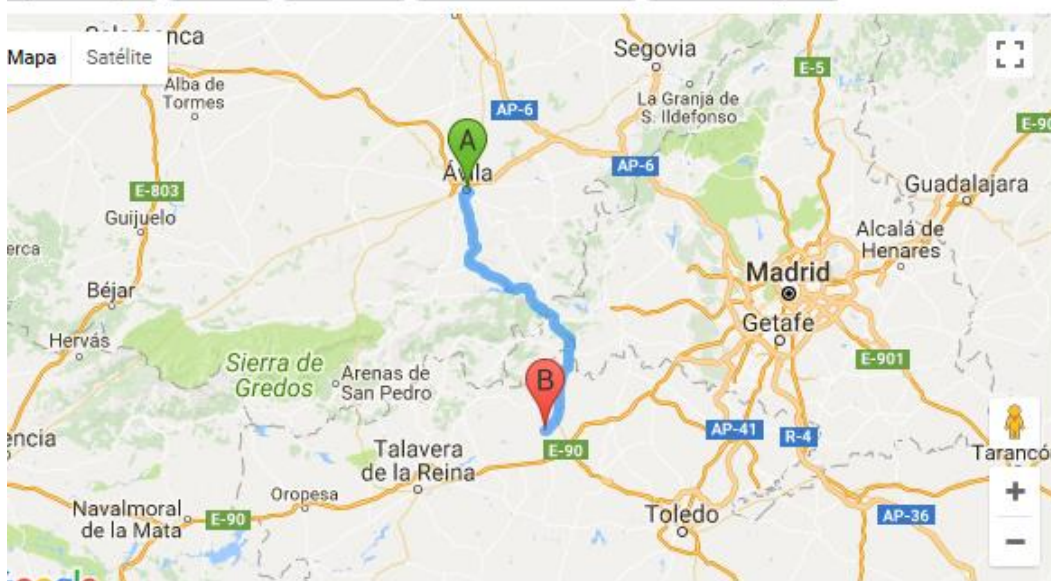 Mapa
Satélite
Segovia
E-5
Alba de
Tormes
La Granja de
S. Ildefonso
AP-6
A
AP-6
Ávila
E-803
Guadalajara
Guijuelo
Alcalá de
Henares
Madrid
Béjar
Getafe
Hervás
E-901
Sierra de
Gredos
Arenas de
San Pedro
B
AP-41
R-4
E-90
Talavera
de la Reina
Oropesa
Navalmoral
de la Mata
E-90
Toledo
AP-36